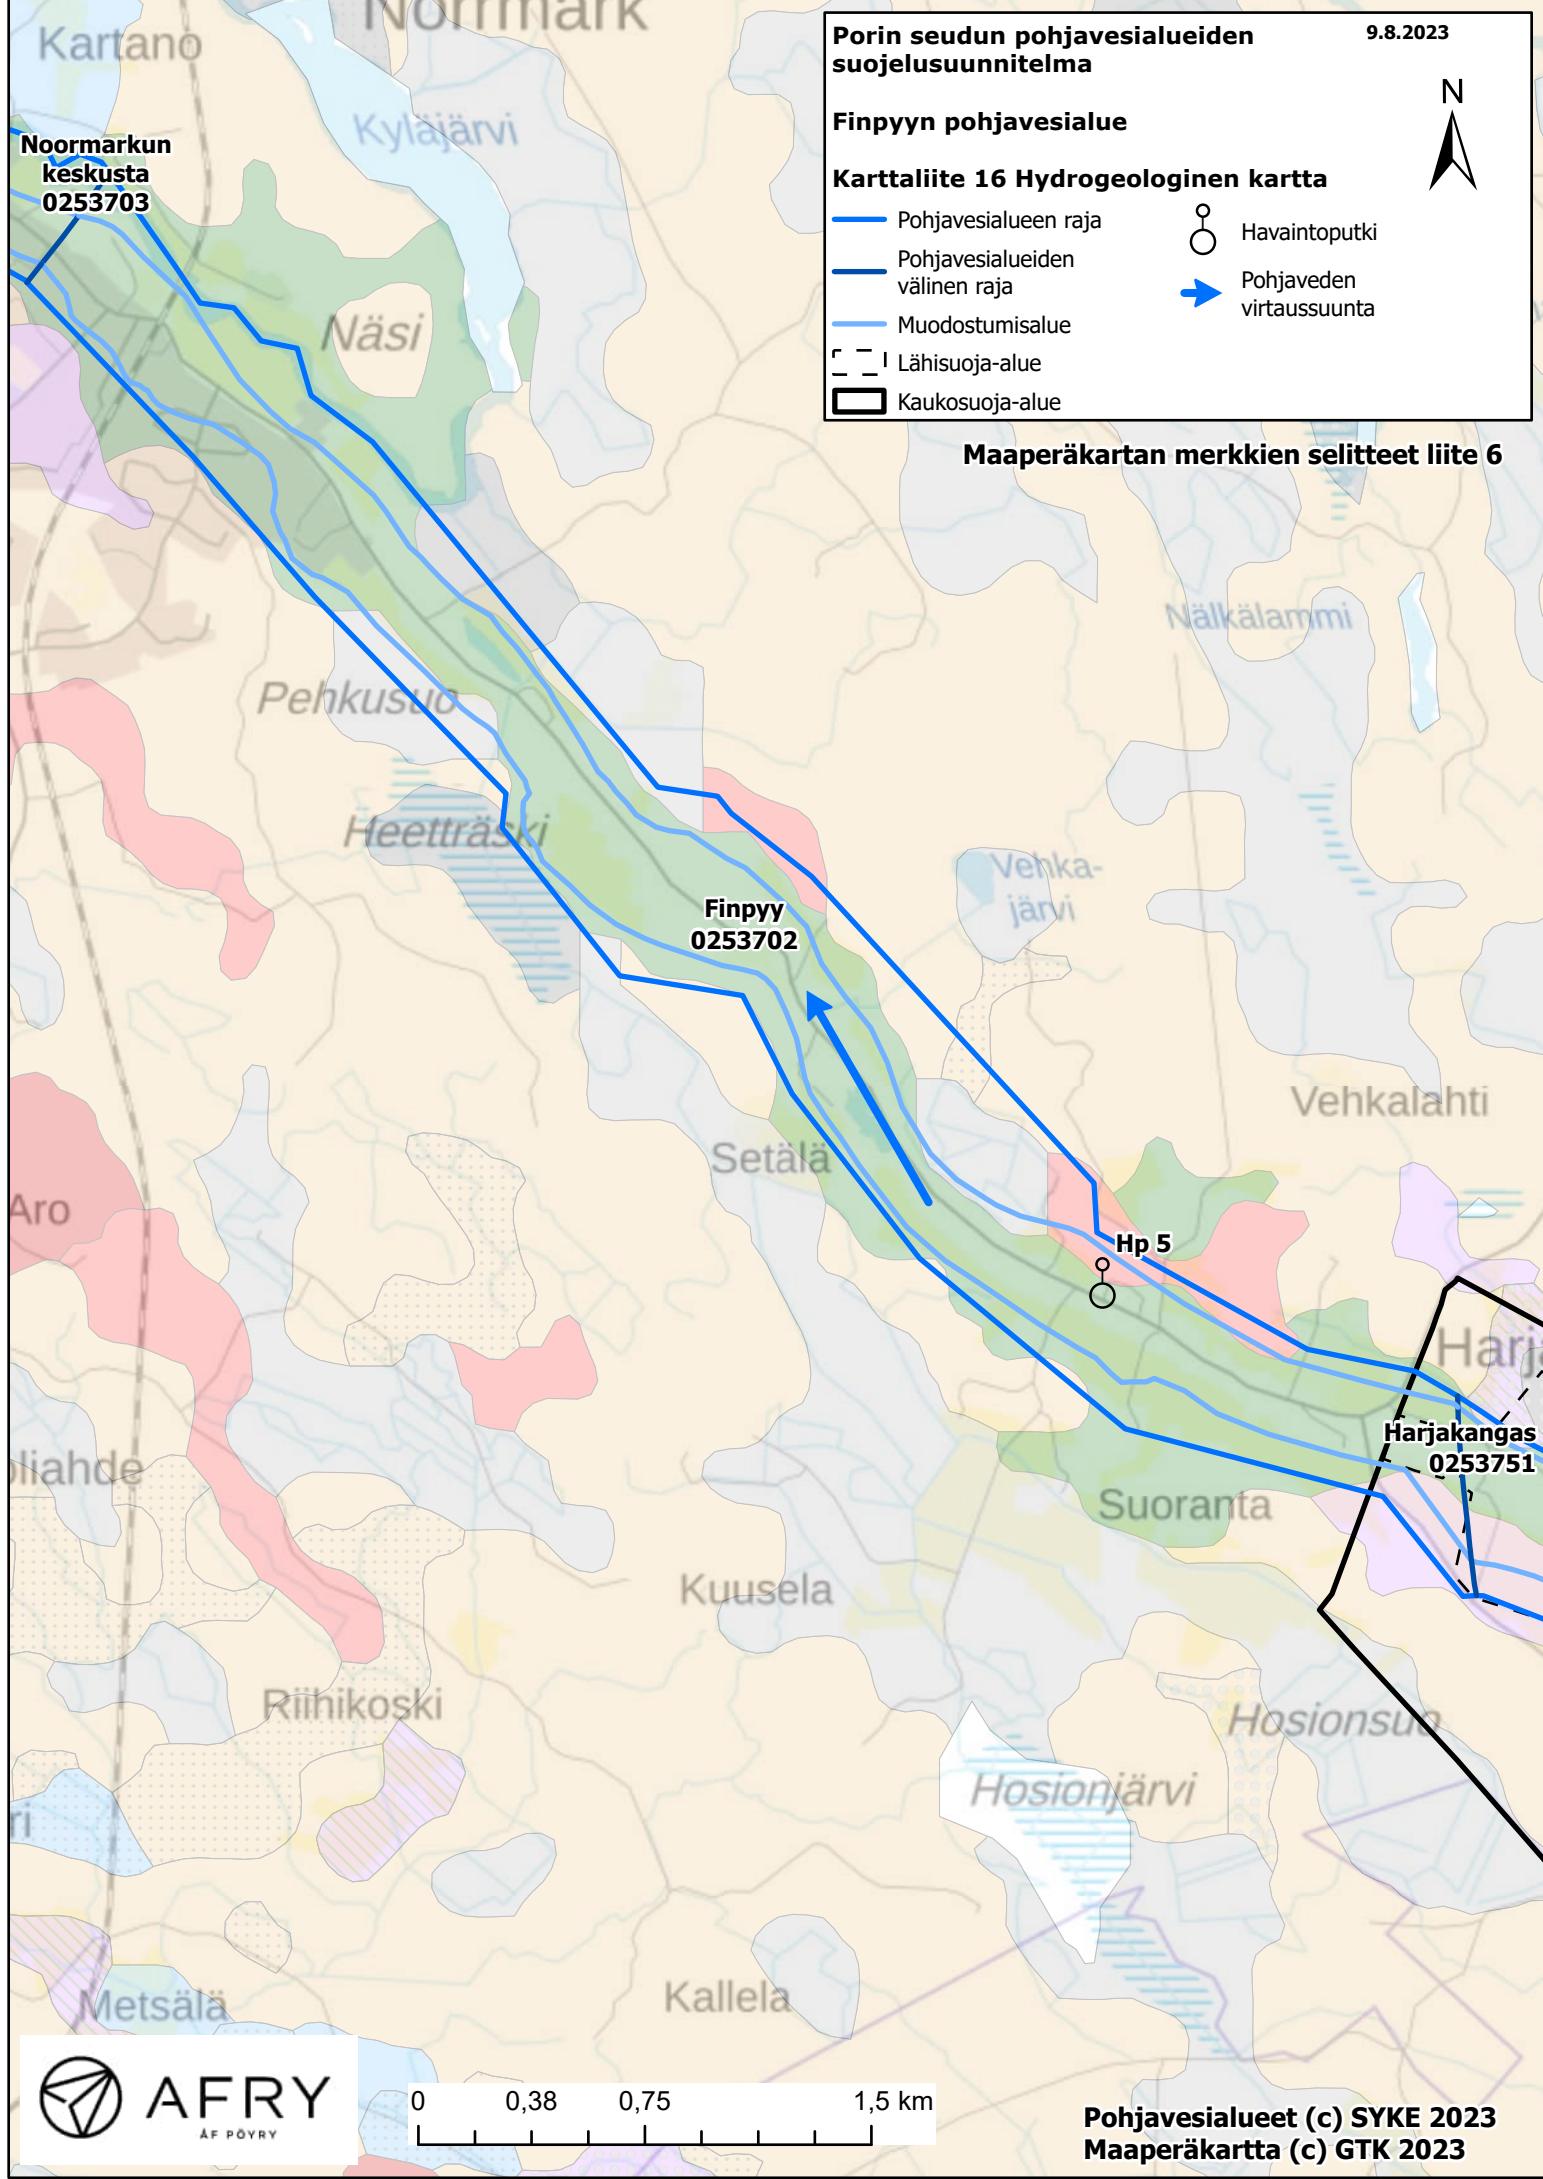 Norrmark
Kartano
Porin seudun pohjavesialueiden
suojelusuunnitelma
9.8.2023
Finpyyn pohjavesialue
N
Karttaliite 16 Hydrogeologinen kartta
Pohjavesialueen raja
Havaintoputki
Pohjavesialueiden
välinen raja
Pohjaveden
virtaussuunta
Muodostumisalue
Lähisuoja-alue
Kaukosuoja-alue
Maaperäkartan merkkien selitteet liite 6
Kyläjärvi
Noormarkun
keskusta
0253703
Näsi
Nälkälammi
Pehkusuo
Heetträski
Vehka-
järvi
Finpyy
0253702
Vehkalahti
Setälä
Aro
Hp 5
Harjakangas
0253751
Suoranta
Kuusela
Riihikoski
Hosionsuo
Hosionjärvi
Kallela
Metsälä
AFRY
ÅF PÖYRY
0 0,38 0,75 1,5 km
Pohjavesialueet (c) SYKE 2023
Maaperäkartta (c) GTK 2023